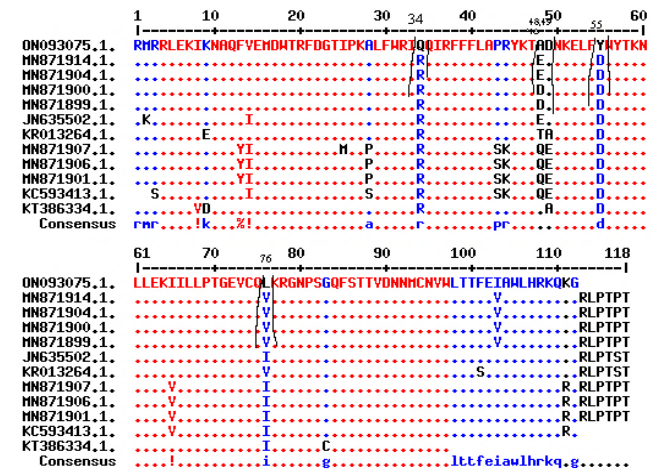 1 10 20 30 34 40 48,49 50 55 60
ON093075.1. RMRRLEKIKNAQFVEMDWTRFDGTIPKALFWRIQQIRFFFLAPRYKTADNKELFYWYTKN
MN871914.1. .................................R.............E......D.....
MN871904.1. .................................R.............E......D.....
MN871900.1. .................................R.............D......D.....
MN871899.1. .................................R.............D......D.....
JN635502.1. .K...........I...................R.............E......D.....
KR013264.1. ........E........................R.............TA.....D.....
MN871907.1. ............YI..........M..P.....R........SK...QE.....D.....
MN871906.1. ............YI.............P.....R........SK...QE.....D.....
MN871901.1. ............YI.............P.....R........SK...QE.....D.....
KC593413.1. ..S..........I.............S.....R........SK...QE.....D.....
KT386334.1. .......VD........................R..............A.....D.....
Consensus rmr....!k...%!.............a.....r........pr..........d.....
61 70 76 80 90 100 110 118
ON093075.1. LLEKIILLPTGEVCQLKRGNPSGQFSTTVDNNMCNVWLTTFEIAWLHRKQKG
MN871914.1. ...............V..........................V.........RLPTPT
MN871904.1. ...............V..........................V.........RLPTPT
MN871900.1. ...............V..........................V.........RLPTPT
MN871899.1. ...............V..........................V.........RLPTPT
JN635502.1. ...............I....................................RLPTST
KR013264.1. ...............V........................C...........RLPTST
MN871907.1. ....V..........I..................................R.RLPTPT
MN871906.1. ....V..........I..................................R.RLPTPT
MN871901.1. ....V..........I..................................R.RLPTPT
KC593413.1. ....V..........I..................................R.
KT386334.1. ...............I......C.............................
Consensus ....!..........i......g..............lttfeiawlhrkq.g......